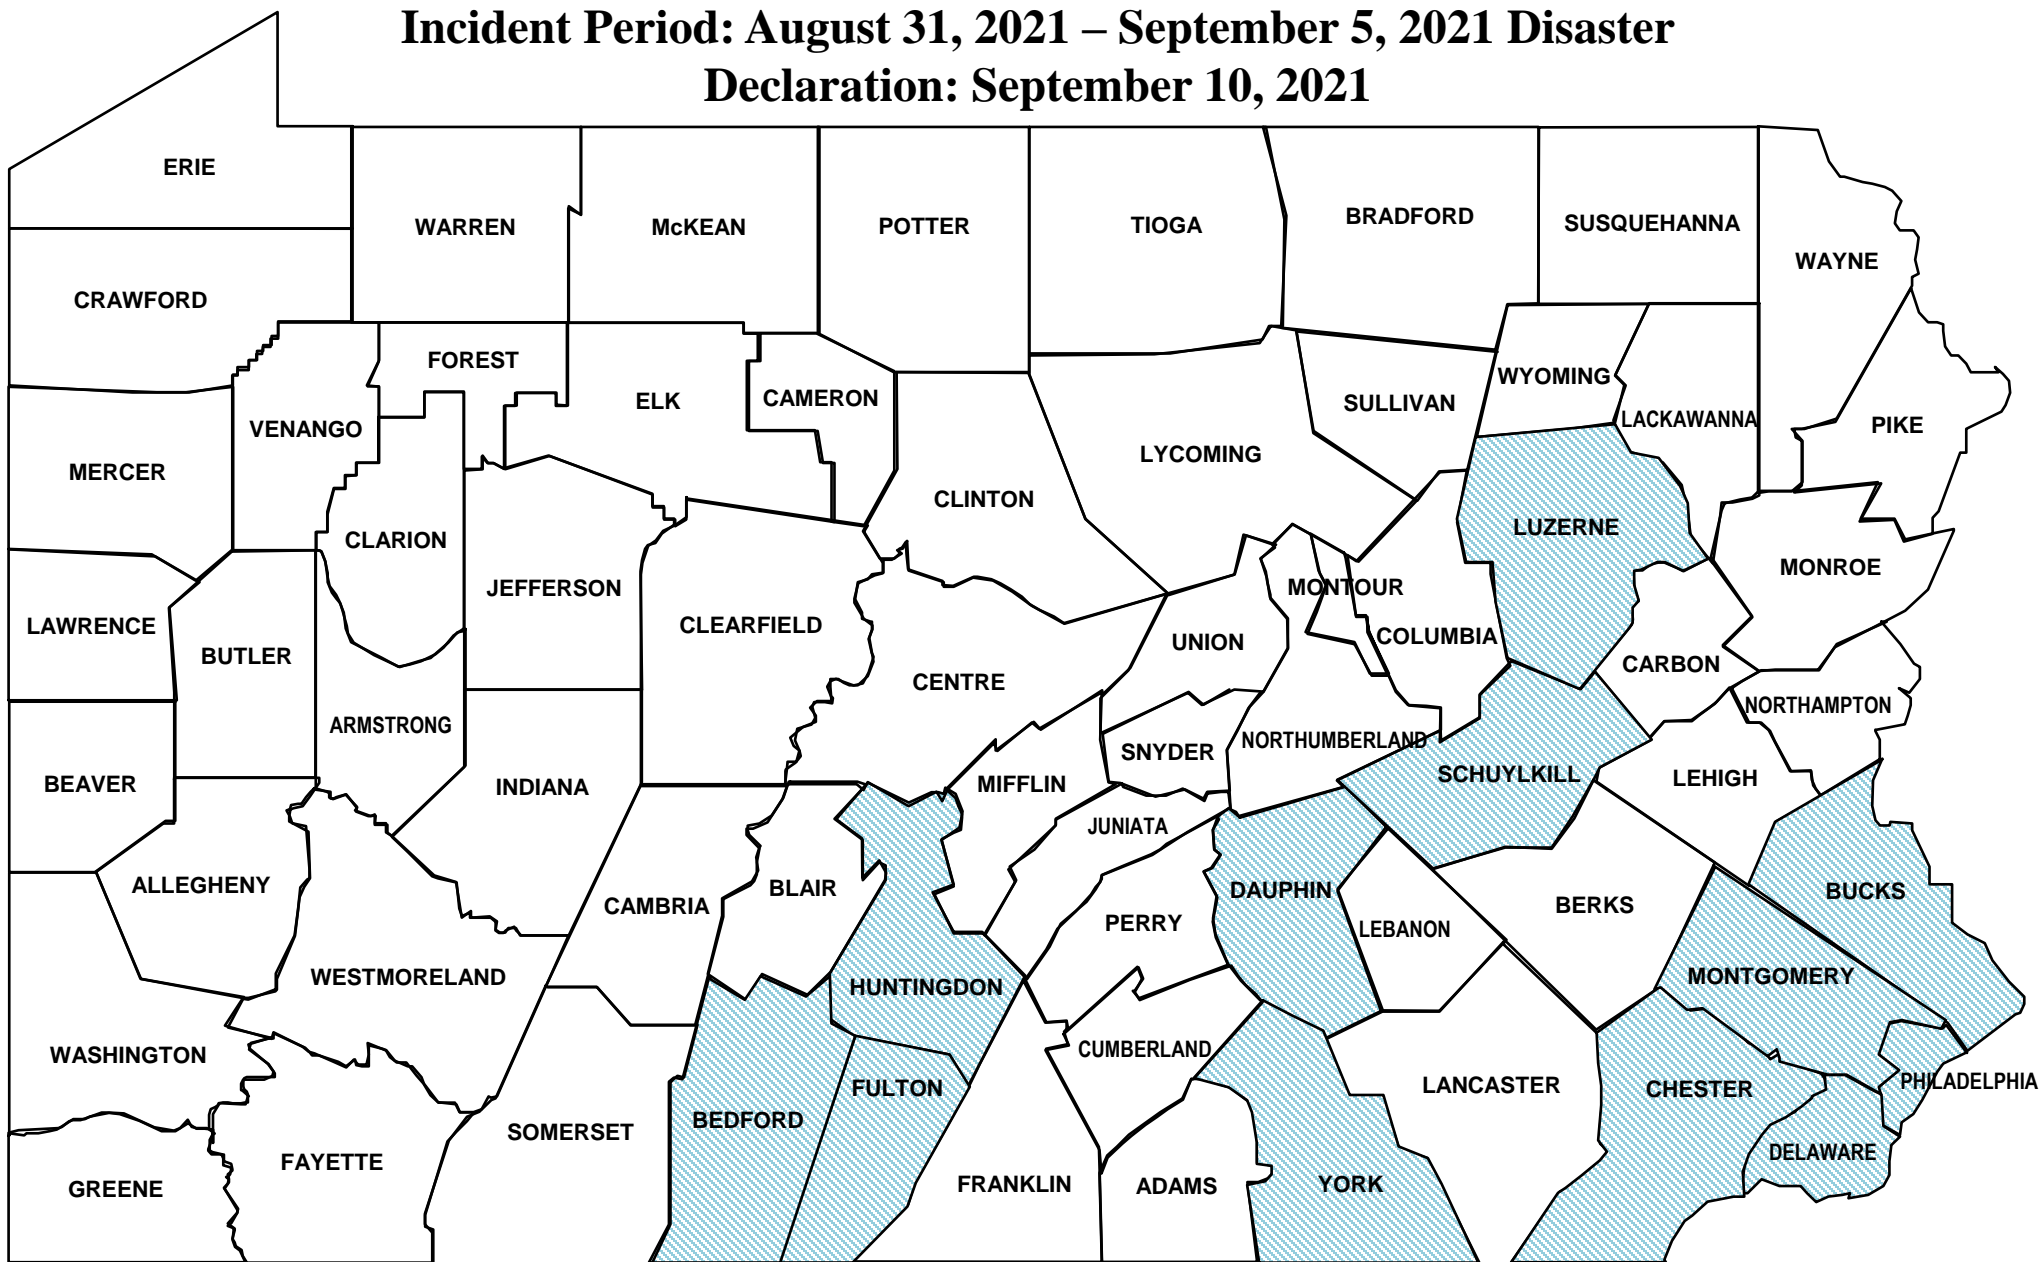 Incident Period: August 31, 2021 – September 5, 2021 Disaster
Declaration: September 10, 2021
ERIE
WARREN
McKEAN
POTTER
TIOGA
BRADFORD
SUSQUEHANNA
WAYNE
CRAWFORD
FOREST
ELK
CAMERON
SULLIVAN
WYOMING
LACKAWANNA
PIKE
VENANGO
MERCER
CLARION
CLINTON
LYCOMING
LUZERNE
MONROE
LAWRENCE
BUTLER
JEFFERSON
CLEARFIELD
CENTRE
UNION
MONTOUR
COLUMBIA
CARBON
NORTHAMPTON
ARMSTRONG
BEAVER
INDIANA
MIFFLIN
SNYDER
NORTHUMBERLAND
SCHUYLKILL
LEHIGH
JUNIATA
ALLEGHENY
CAMBRIA
BLAIR
PERRY
DAUPHIN
LEBANON
BERKS
BUCKS
WESTMORELAND
HUNTINGDON
MONTGOMERY
WASHINGTON
CUMBERLAND
LANCASTER
CHESTER
PHILADELPHIA
FULTON
BEDFORD
SOMERSET
FAYETTE
GREENE
FRANKLIN
ADAMS
YORK
DELAWARE